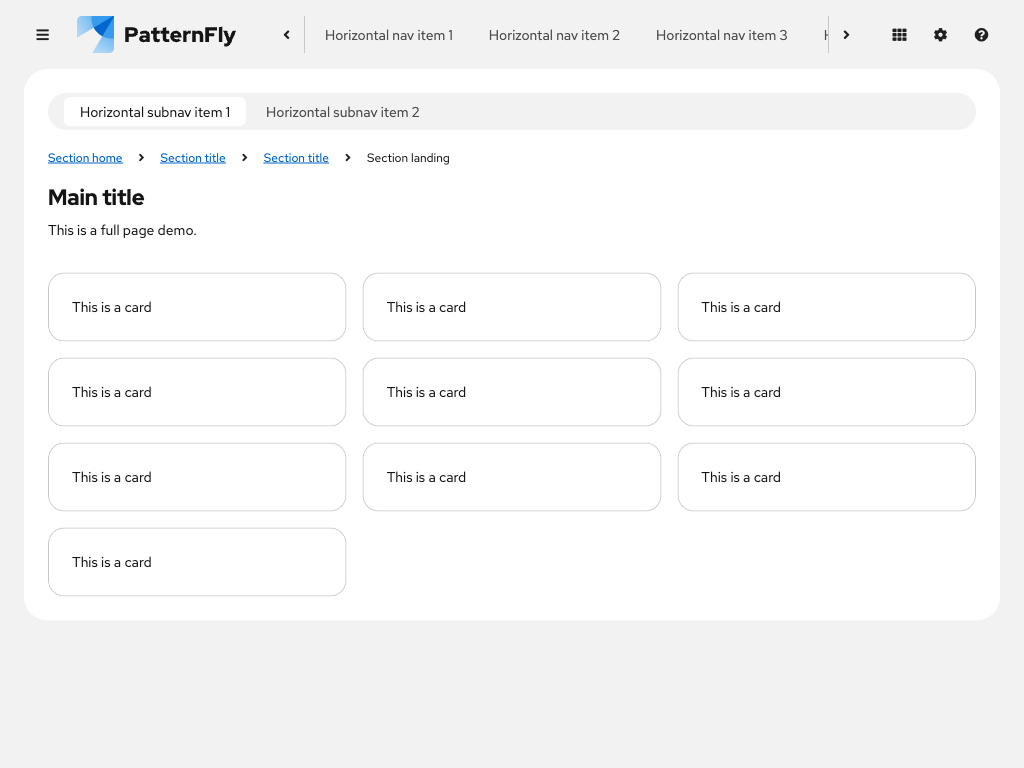 PatternFly
Horizontal nav item 1
Horizontal nav item 2
Horizontal nav item 3
Horizontal subnav item 1
Horizontal subnav item 2
Section home
Section title
Section title
Section landing
Main title
This is a full page demo.
This is a card
This is a card
This is a card
This is a card
This is a card
This is a card
This is a card
This is a card
This is a card
This is a card